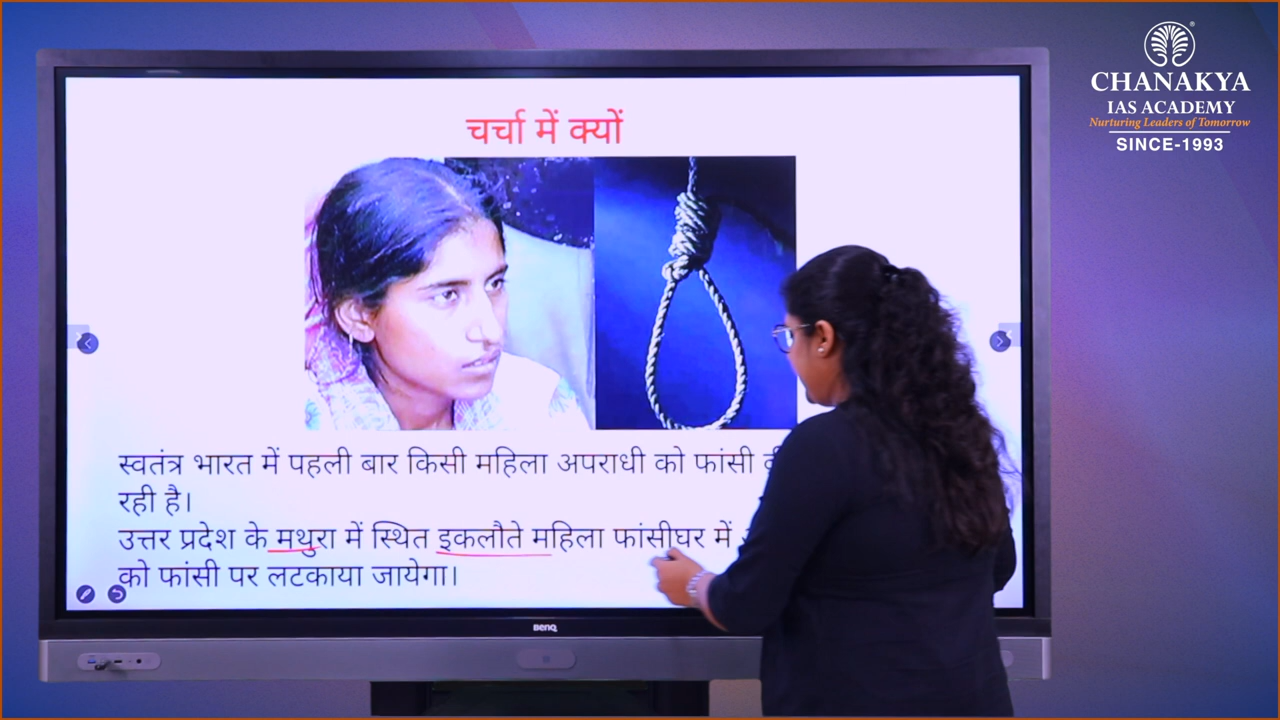 चर्चा में क्यों
स्वतंत्र भारत में पहली बार किसी महिला अपराधी को फांसी
रही है।
उत्तर प्रदेश के मथुरा में स्थित इकलौते महिला फांसीघर में
को फांसी पर लटकाया जायेगा।
BenQ
CHANAKYA
IAS ACADEMY
Nurturing Leaders of Tomorrow
SINCE-1993